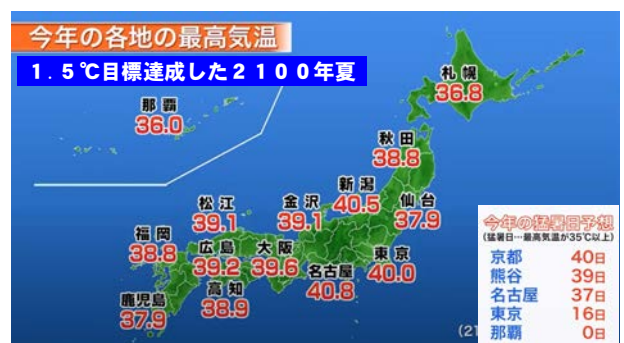 今年の各地の最高気温
１.５℃目標達成した２１００年夏
那覇
36.0
札幌
36.8
秋田
38.8
新潟
40.5
仙台
37.9
金沢
39.1
松江
39.1
福岡
38.8
広島
39.2
大阪
39.6
名古屋
40.8
東京
40.0
高知
38.9
鹿児島
37.9
今年の猛暑日予想
(猛暑日…最高気温が35℃以上)
京都 40日
熊谷 39日
名古屋 37日
東京 16日
那覇 0日
(21